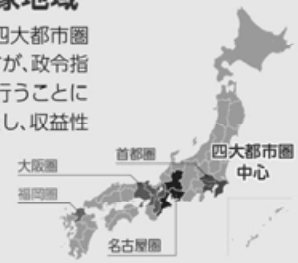 象地域
四大都市圏
が、政令指
行うことに
し、収益性
首都圏
四大都市圏
中心
大阪圏
福岡圏
名古屋圏